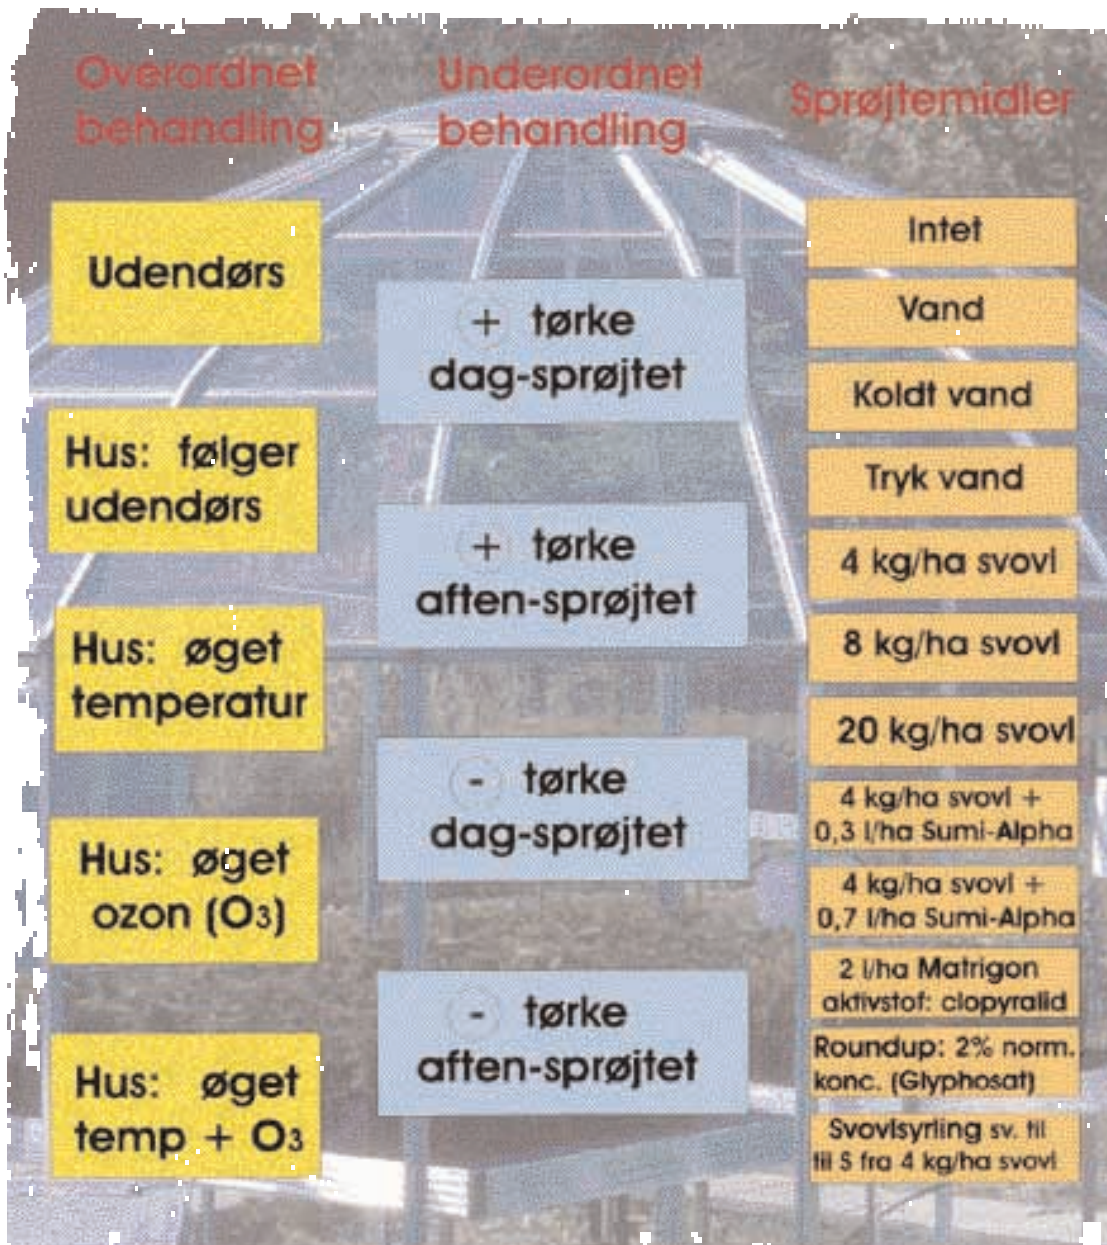 Overordnet
behandling
Udendørs
Hus: følger
udendørs
Hus: øget
temperatur
Hus: øget
ozon (O3)
Hus: øget
temp + O3
Underordnet
behandling
+ tørke
dag-sprøjtet
+ tørke
aften-sprøjtet
- tørke
dag-sprøjtet
- tørke
aften-sprøjtet
Sprøjtemidler
Intet
Vand
Koldt vand
Tryk vand
4 kg/ha svovl
8 kg/ha svovl
20 kg/ha svovl
4 kg/ha svovl +
0,3 l/ha Sumi-Alpha
4 kg/ha svovl +
0,7 l/ha Sumi-Alpha
2 l/ha Matrigon
aktivstof: clopyralid
Roundup: 2% norm.
konc. (Glyphosat)
Svovlsyrling sv. til
til S fra 4 kg/ha svovl